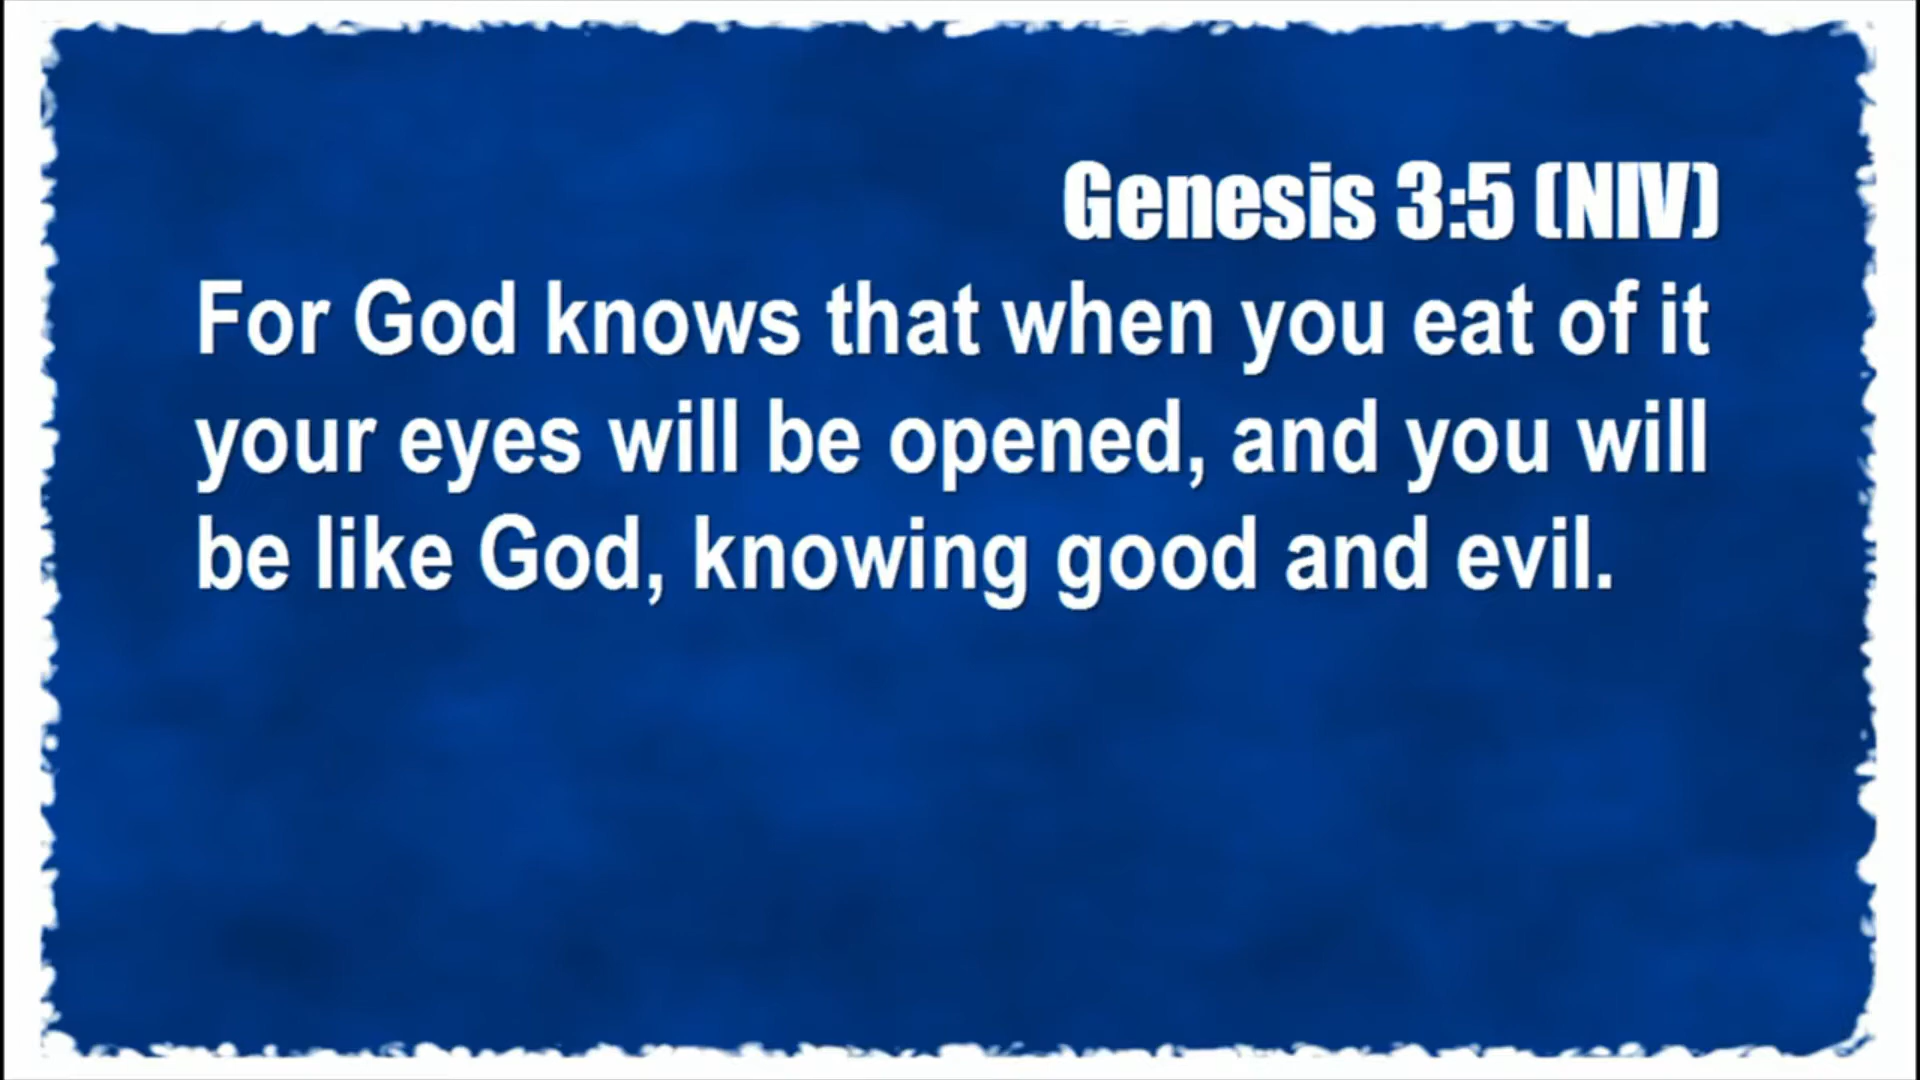 Genesis 3:5 (NIV)
For God knows that when you eat of it
your eyes will be opened, and you will
be like God, knowing good and evil.